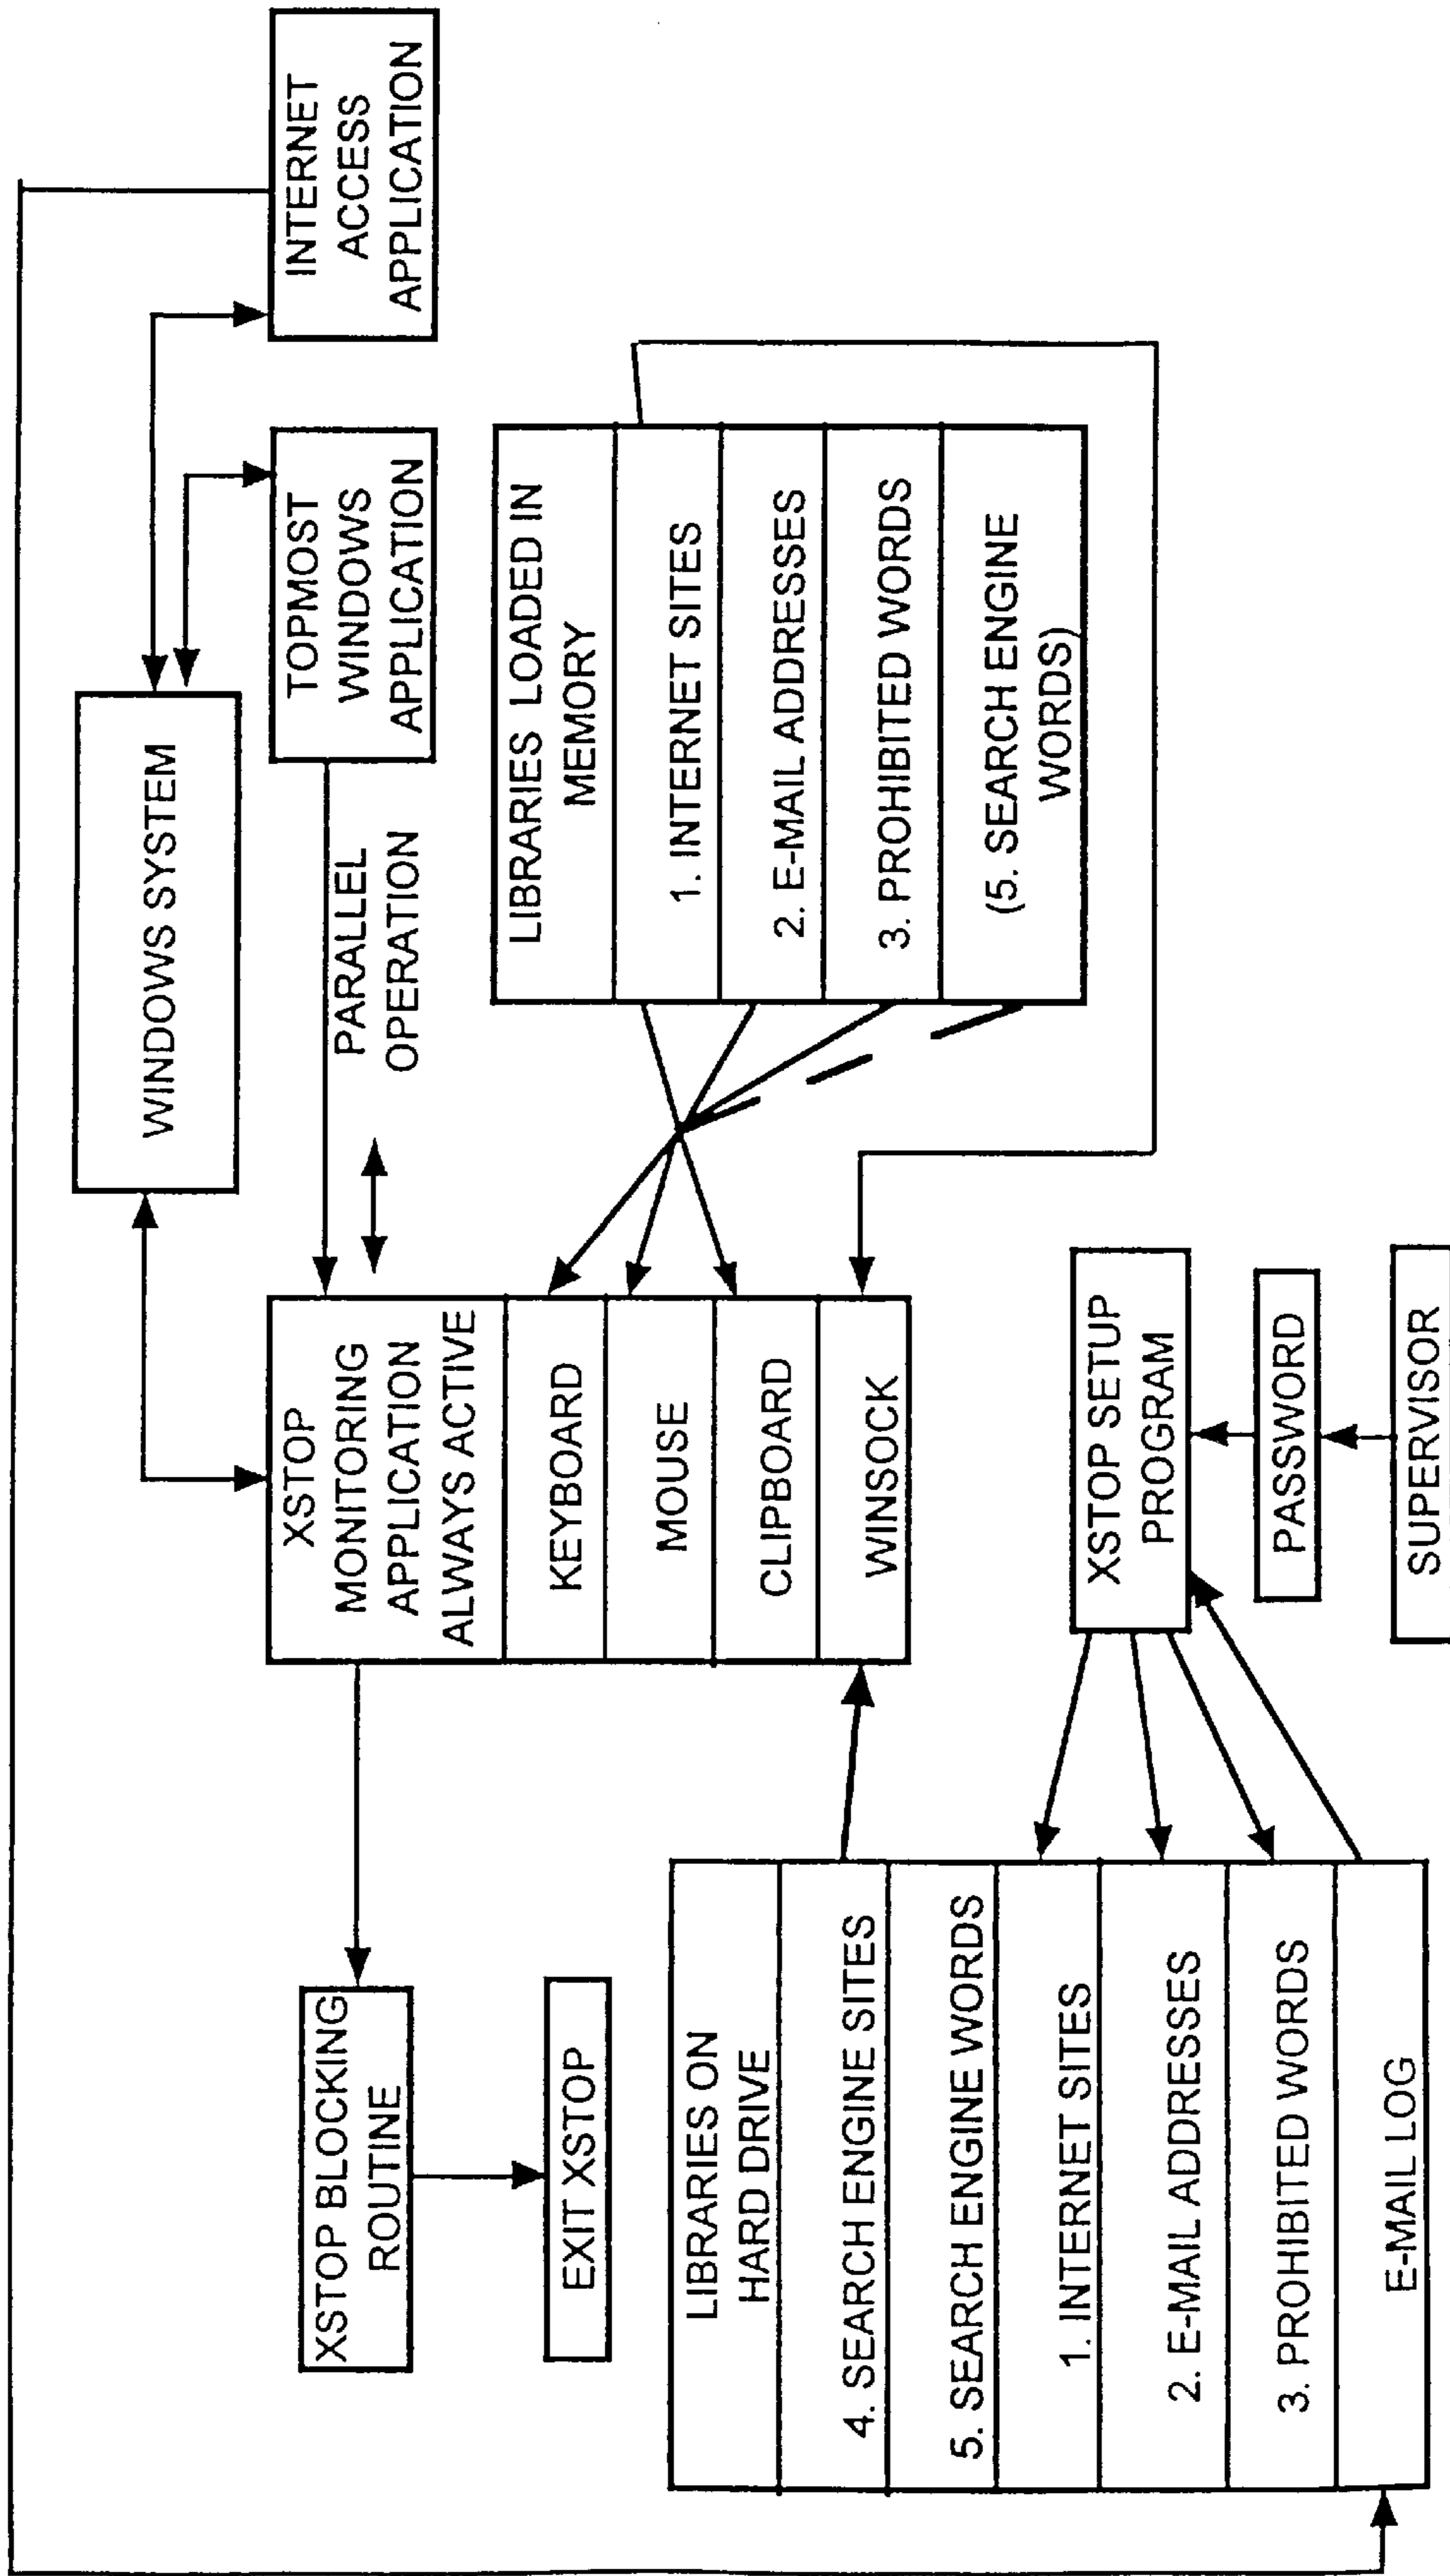 WINDOWS SYSTEM
XSTOP BLOCKING
ROUTINE
EXIT XSTOP
XSTOP
MONITORING
APPLICATION
ALWAYS ACTIVE
KEYBOARD
MOUSE
CLIPBOARD
WINSOCK
PARALLEL
OPERATION
TOPMOST
WINDOWS
APPLICATION
INTERNET
ACCESS
APPLICATION
LIBRARIES LOADED IN
MEMORY
1. INTERNET SITES
2. E-MAIL ADDRESSES
3. PROHIBITED WORDS
(5. SEARCH ENGINE
WORDS)
LIBRARIES ON
HARD DRIVE
4. SEARCH ENGINE SITES
5. SEARCH ENGINE WORDS
1. INTERNET SITES
2. E-MAIL ADDRESSES
3. PROHIBITED WORDS
E-MAIL LOG
XSTOP SETUP
PROGRAM
PASSWORD
SUPERVISOR